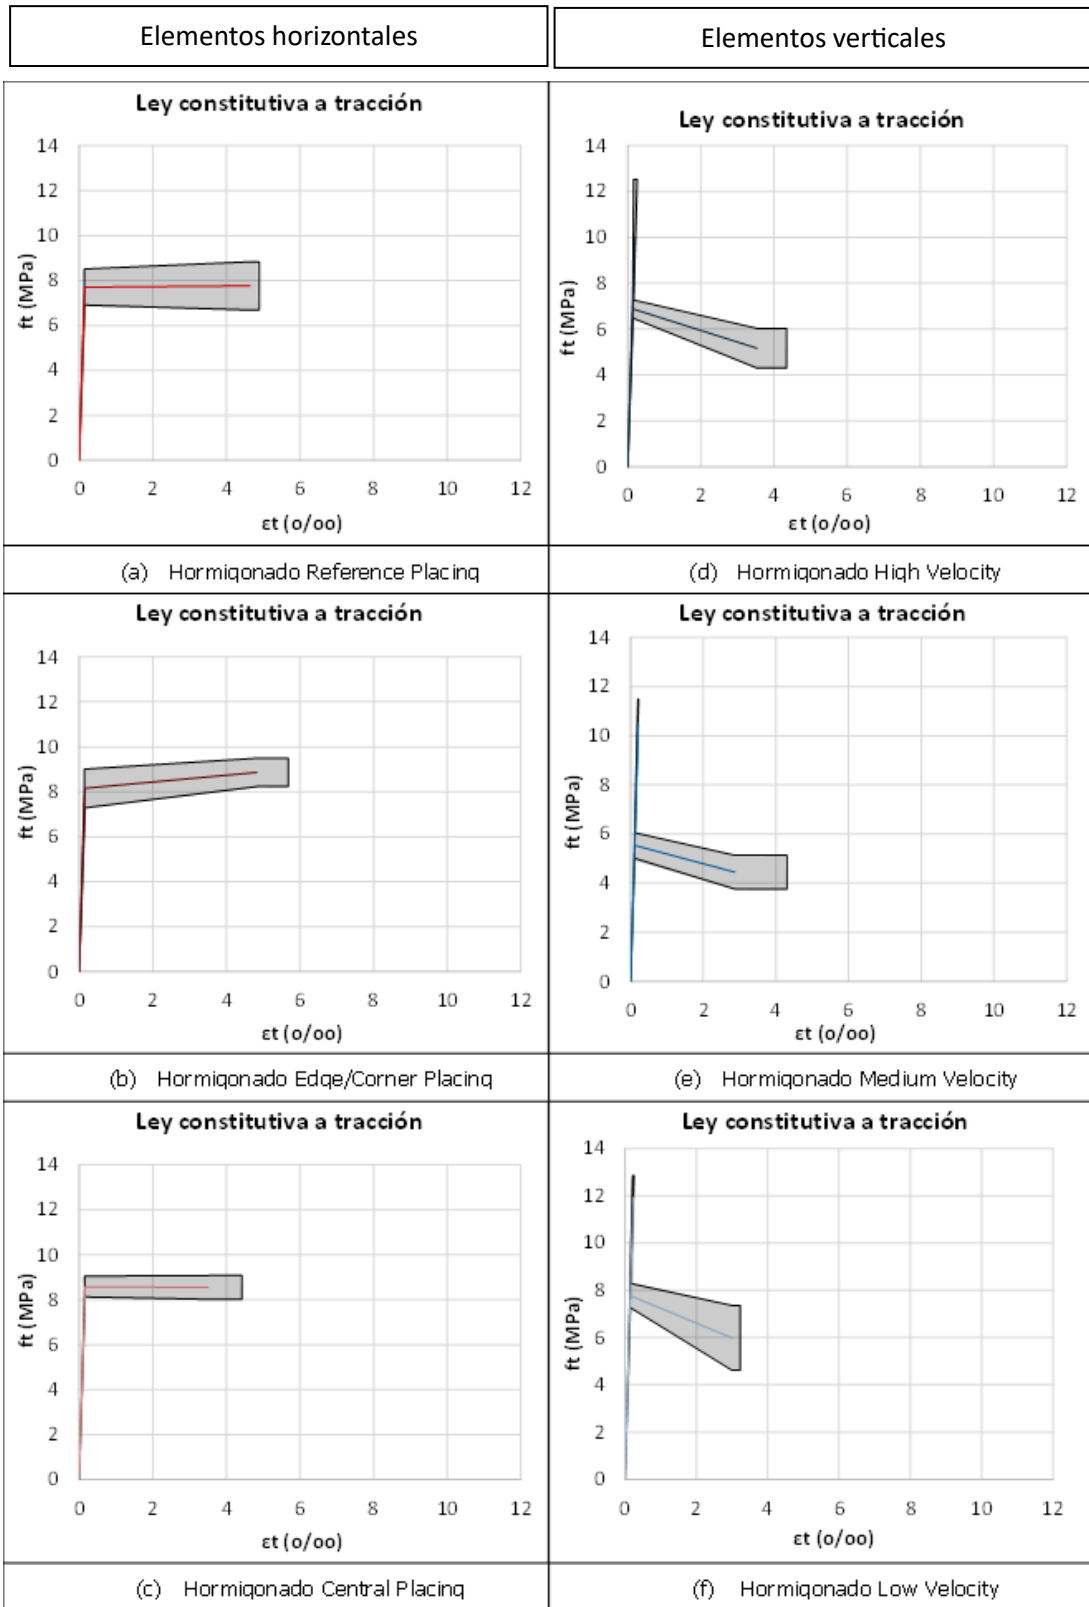 Elementos horizontales
Elementos verticales
Ley constitutiva a tracción
14
12
10
8
6
4
2
0
ft (MPa)
0 2 4 6 8 10 12
εt (o/oo)
(a) Hormigonado Reference Placing
Ley constitutiva a tracción
14
12
10
8
6
4
2
0
ft (MPa)
0 2 4 6 8 10 12
εt (o/oo)
(d) Hormigonado High Velocity
Ley constitutiva a tracción
14
12
10
8
6
4
2
0
ft (MPa)
0 2 4 6 8 10 12
εt (o/oo)
(b) Hormigonado Edge/Corner Placing
Ley constitutiva a tracción
14
12
10
8
6
4
2
0
ft (MPa)
0 2 4 6 8 10 12
εt (o/oo)
(e) Hormigonado Medium Velocity
Ley constitutiva a tracción
14
12
10
8
6
4
2
0
ft (MPa)
0 2 4 6 8 10 12
εt (o/oo)
(c) Hormigonado Central Placing
Ley constitutiva a tracción
14
12
10
8
6
4
2
0
ft (MPa)
0 2 4 6 8 10 12
εt (o/oo)
(f) Hormigonado Low Velocity